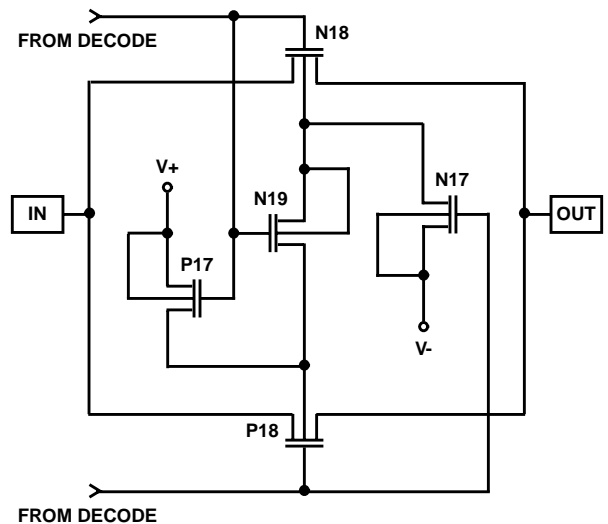 FROM DECODE
N18
V+
N19
N17
IN
OUT
P17
V-
P18
FROM DECODE